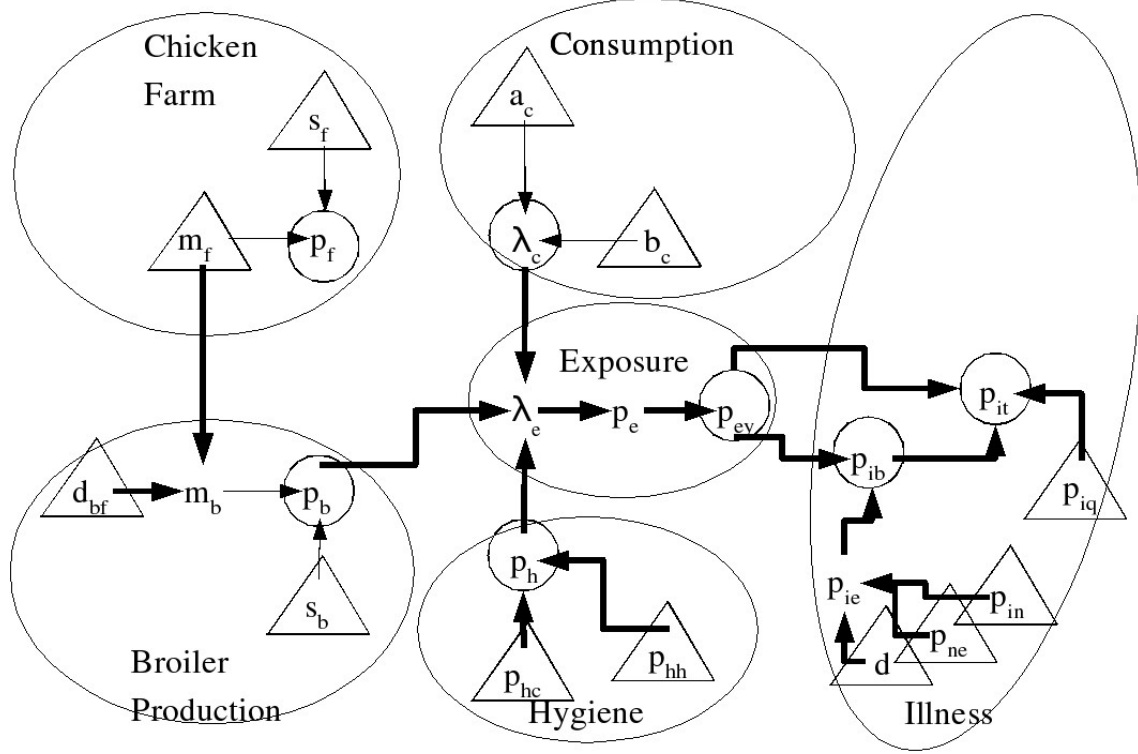 Chicken
Farm
s_f
m_f
p_f
Consumption
a_c
λ_c
b_c
Exposure
λ_e
p_e
p_ev
p_it
p_ib
p_iq
d_bf
m_b
p_b
s_b
Broiler
Production
p_h
p_hc
p_hh
Hygiene
p_ie
p_in
p_ne
d
Illness